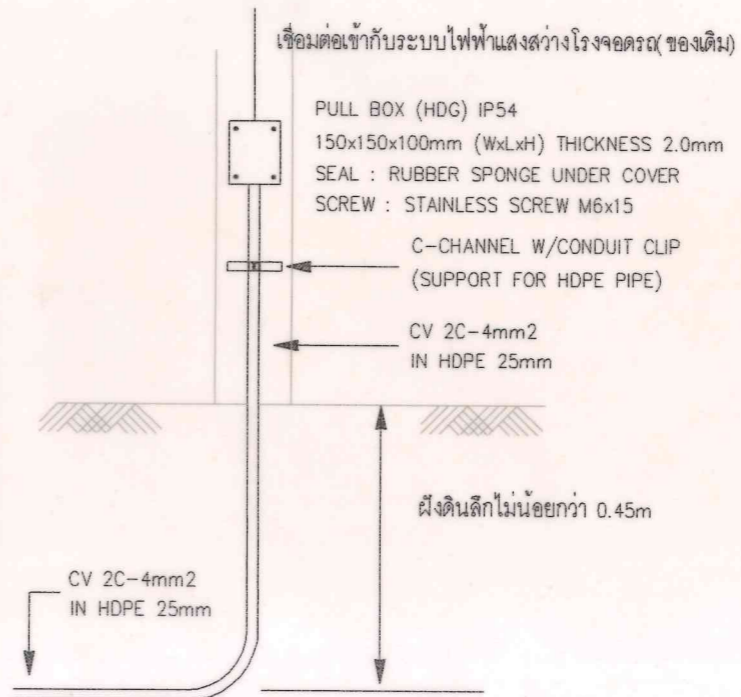 เชื่อมต่อเข้ากับระบบไฟฟ้าแสงสว่างโรงจอดรถ(ของเดิม)
PULL BOX (HDG) IP54
150x150x100mm (WxLxH) THICKNESS 2.0mm
SEAL : RUBBER SPONGE UNDER COVER
SCREW : STAINLESS SCREW M6x15
C-CHANNEL W/CONDUIT CLIP
(SUPPORT FOR HDPE PIPE)
CV 2C-4mm2
IN HDPE 25mm
ฝังดินลึกไม่น้อยกว่า 0.45m
CV 2C-4mm2
IN HDPE 25mm